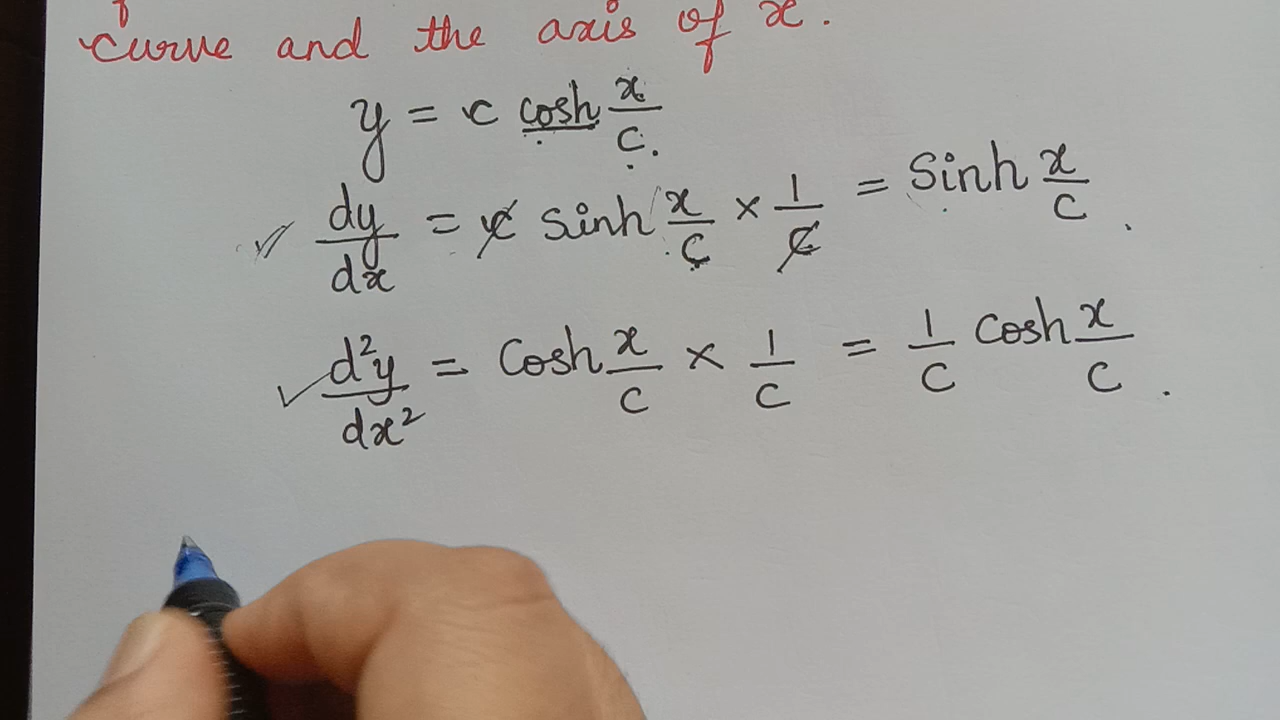 curve and the axis of x.
y = c cosh x/c.
dy/dx = c sinh x/c × 1/c = Sinh x/c.
d²y/dx² = Cosh x/c × 1/c = 1/c Cosh x/c.